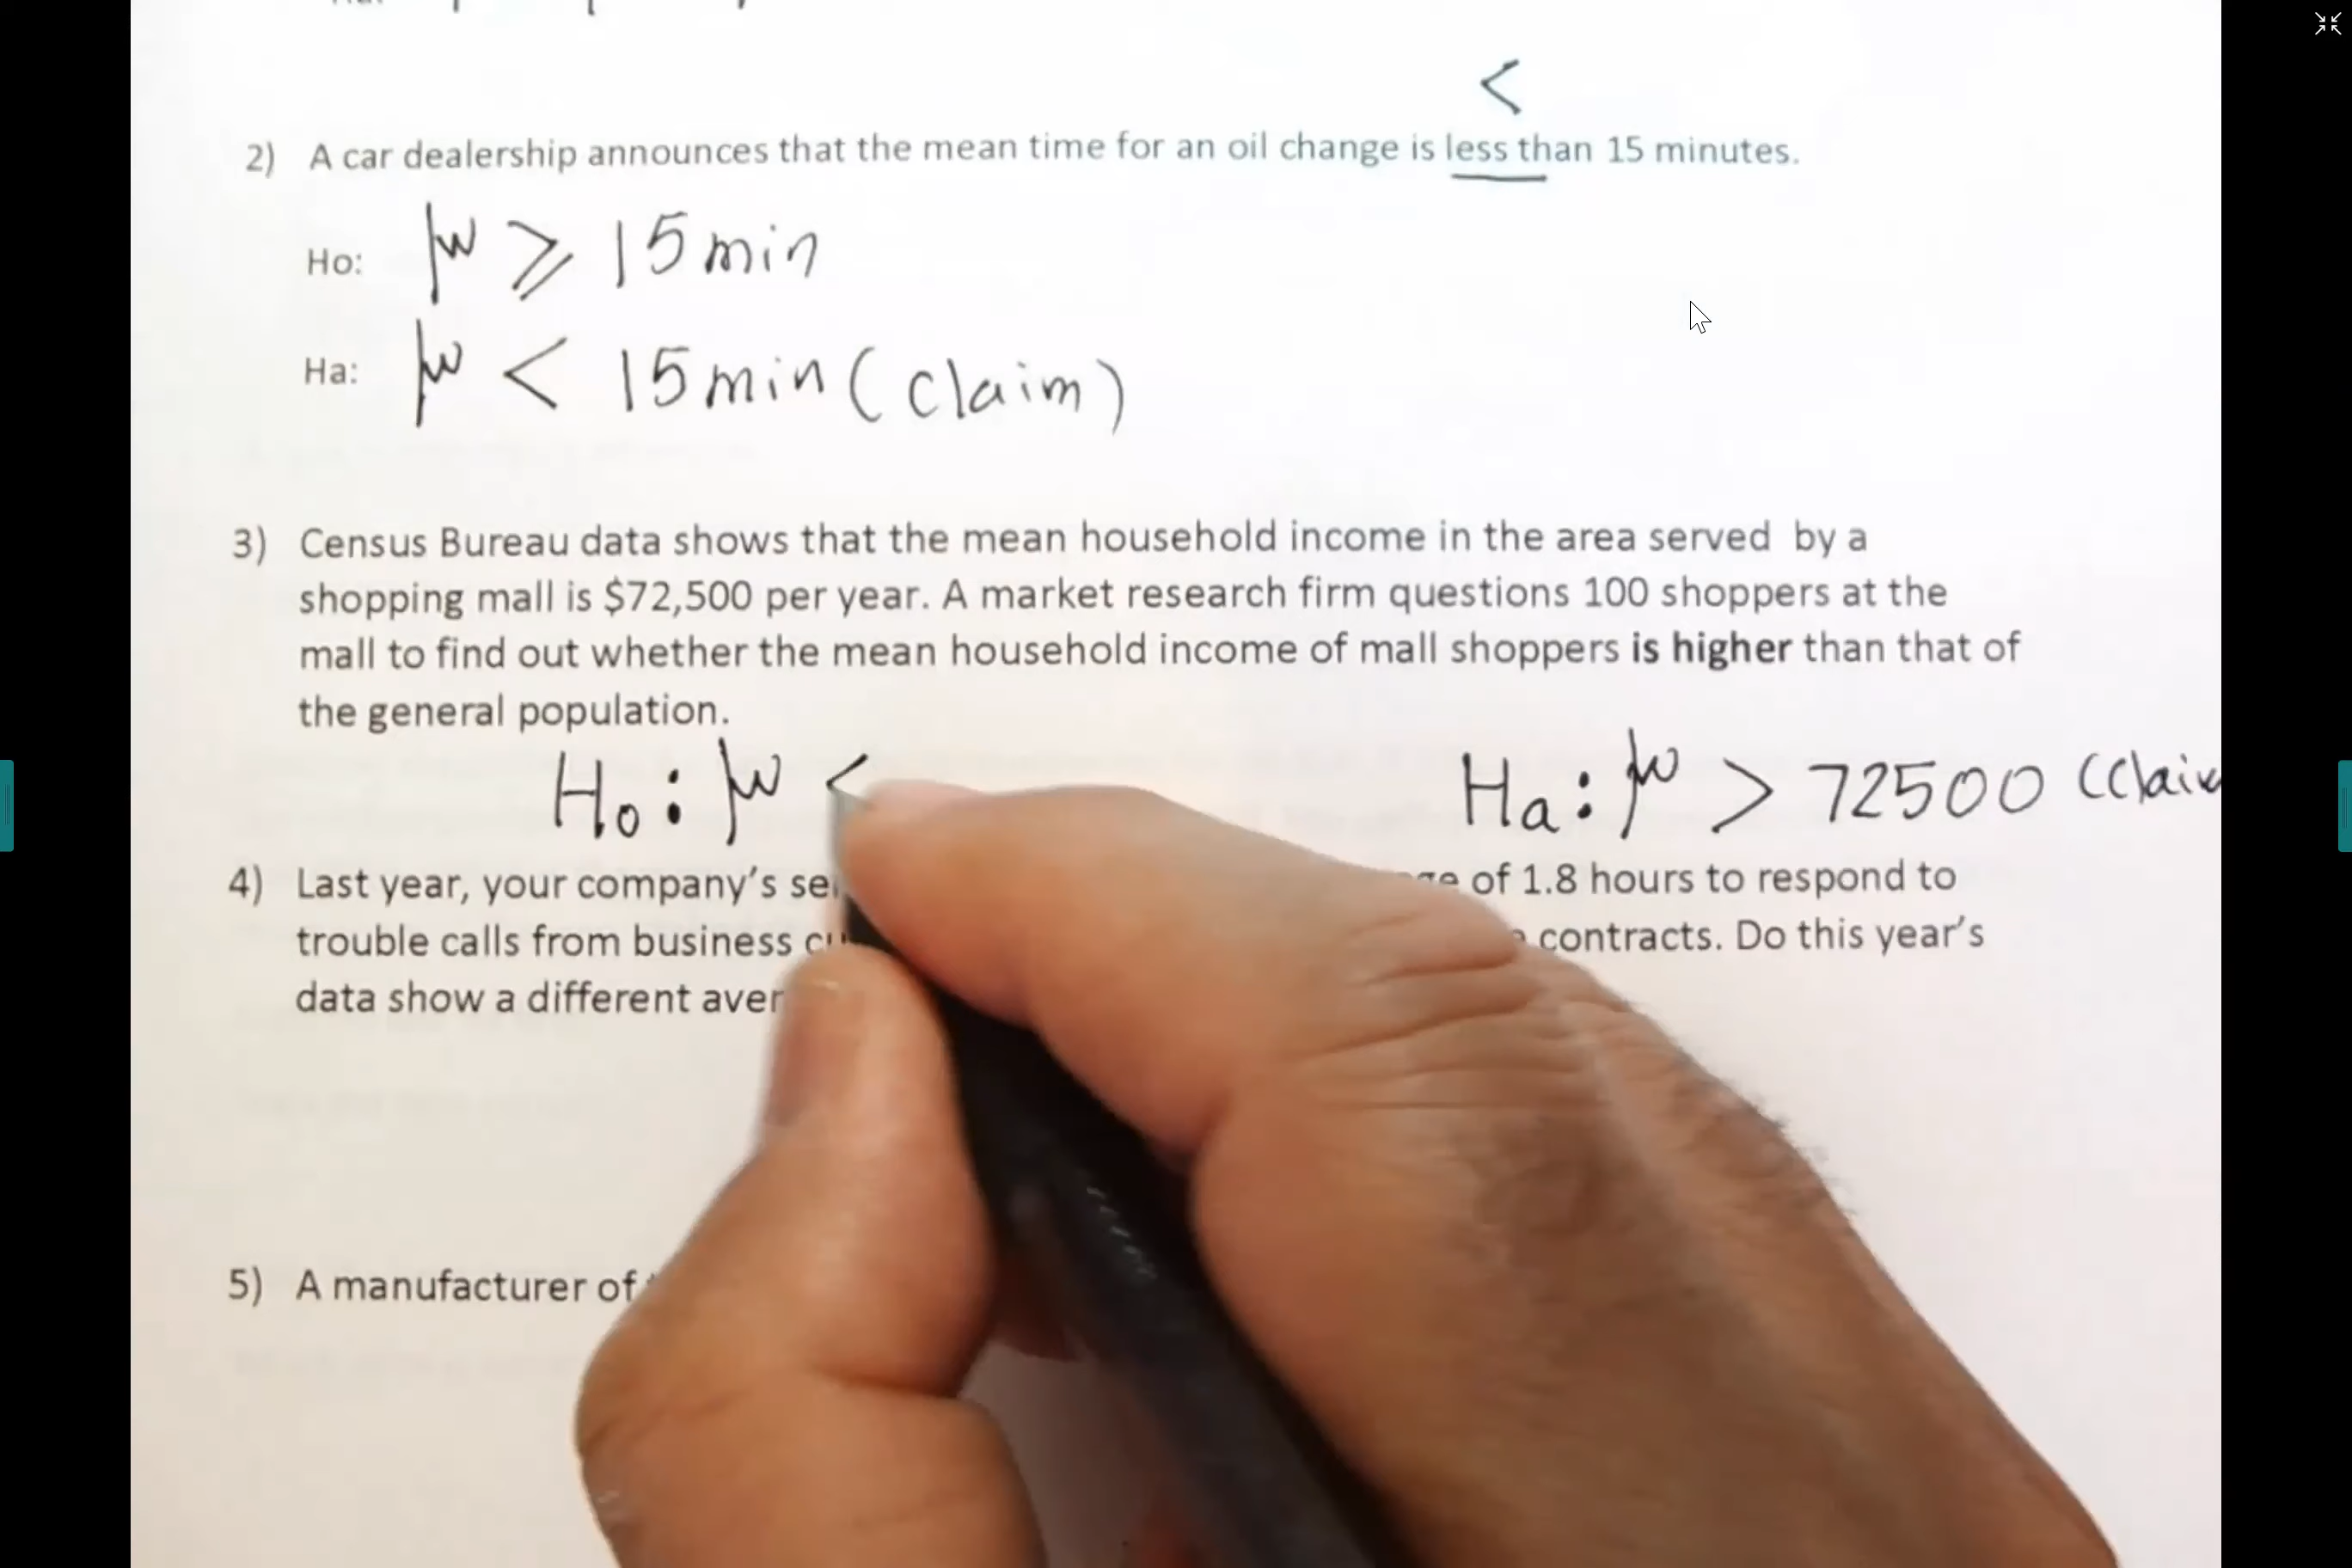 <
2) A car dealership announces that the mean time for an oil change is less than 15 minutes.
Ho: μ ⩾ 15 min
Ha: μ < 15 min (claim)
3) Census Bureau data shows that the mean household income in the area served by a
shopping mall is $72,500 per year. A market research firm questions 100 shoppers at the
mall to find out whether the mean household income of mall shoppers is higher than that of
the general population.
Ho: μ < Ha: μ > 72500
4) Last year, your company's of 1.8 hours to respond to
trouble calls from business contracts. Do this year's
data show a different
5) A manufacturer of